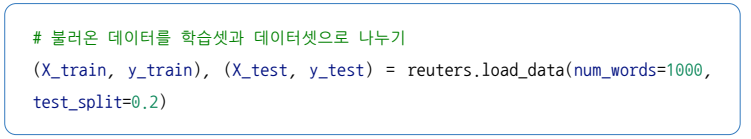 # 불러온 데이터를 학습셋과 데이터셋으로 나누기
(X_train, y_train), (X_test, y_test) = reuters.load_data(num_words=1000,
test_split=0.2)